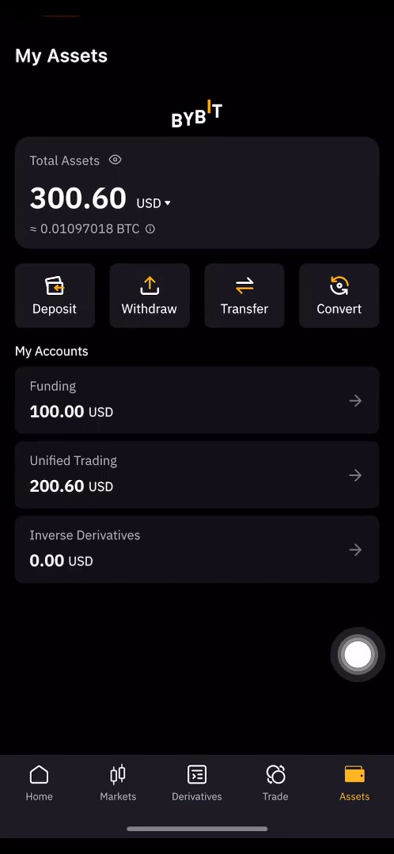 My Assets
BYBIT
Total Assets
300.60 USD
≈ 0.01097018 BTC
Deposit Withdraw Transfer Convert
My Accounts
Funding
100.00 USD
Unified Trading
200.60 USD
Inverse Derivatives
0.00 USD
Home Markets Derivatives Trade Assets